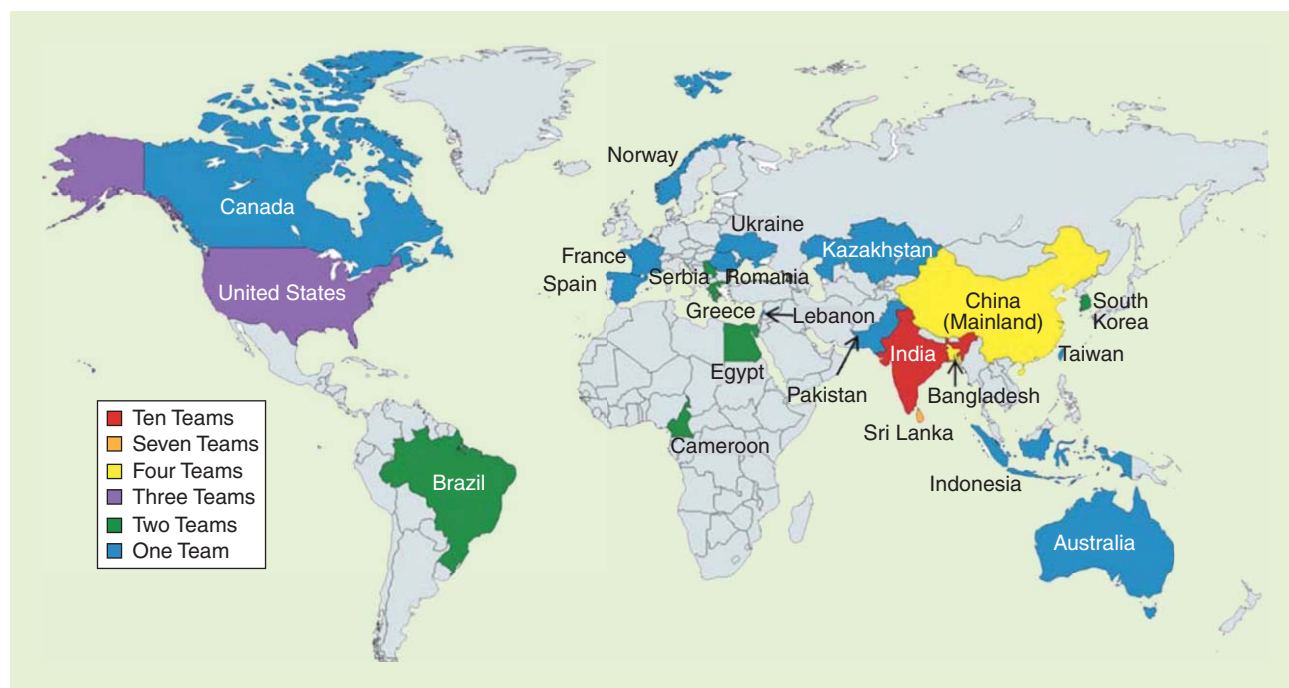 Norway
Canada
Ukraine
France
Kazakhstan
Spain
Serbia
Romania
United States
Greece
Lebanon
China
(Mainland)
South
Korea
India
Taiwan
Egypt
Pakistan
Bangladesh
Sri Lanka
Cameroon
Brazil
Indonesia
Australia
Ten Teams
Seven Teams
Four Teams
Three Teams
Two Teams
One Team